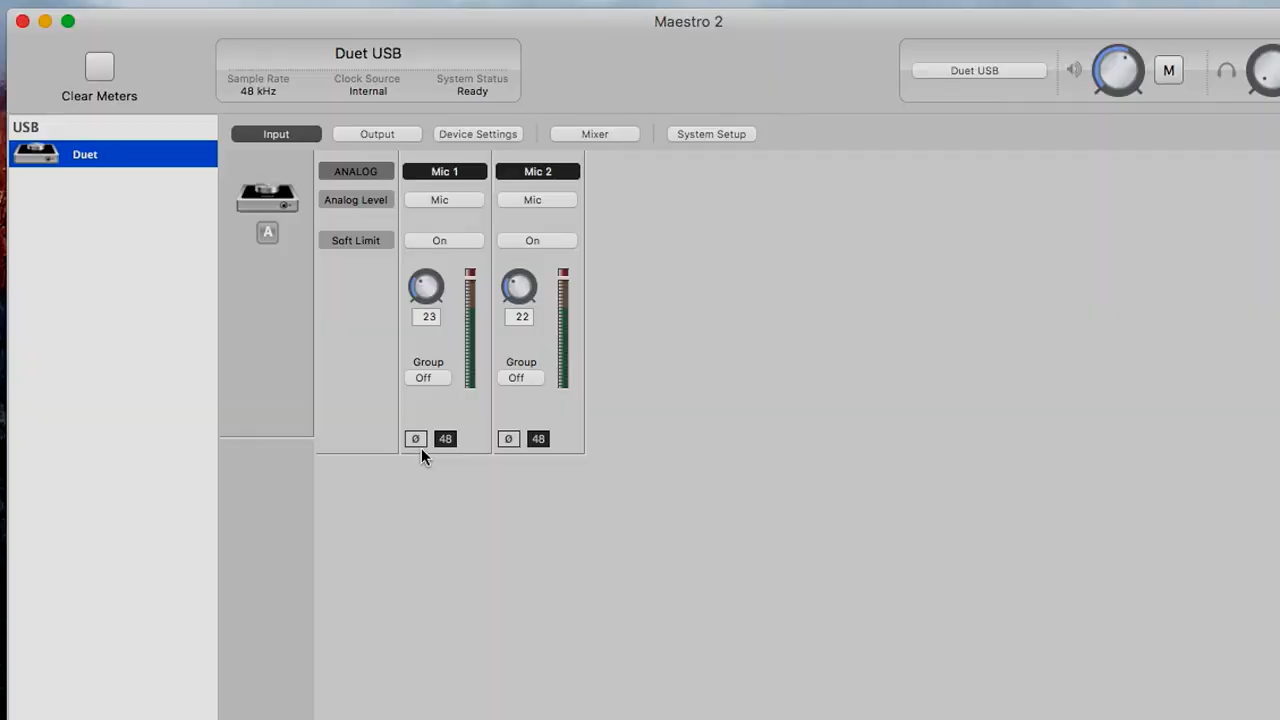 Maestro 2
Clear Meters
Duet USB
Sample Rate
48 kHz
Clock Source
Internal
System Status
Ready
Duet USB
M
USB
Duet
Input
Output
Device Settings
Mixer
System Setup
A
ANALOG
Mic 1
Mic 2
Analog Level
Mic
Mic
Soft Limit
On
On
23
22
Group
Group
Off
Off
Ø
48
Ø
48